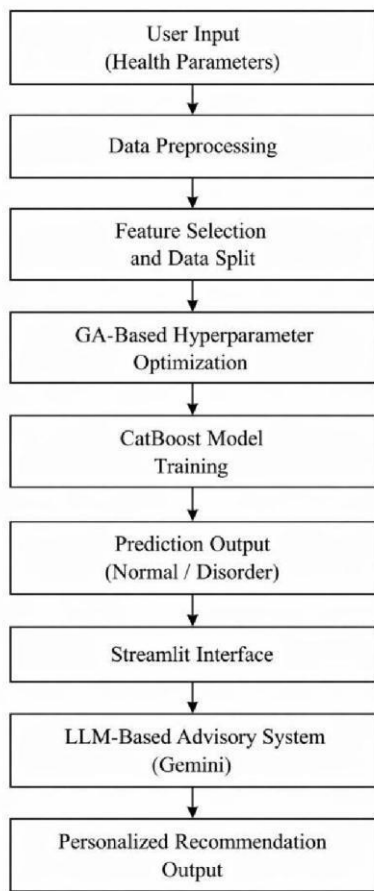 User Input
(Health Parameters)
Data Preprocessing
Feature Selection
and Data Split
GA-Based Hyperparameter
Optimization
CatBoost Model
Training
Prediction Output
(Normal / Disorder)
Streamlit Interface
LLM-Based Advisory System
(Gemini)
Personalized Recommendation
Output